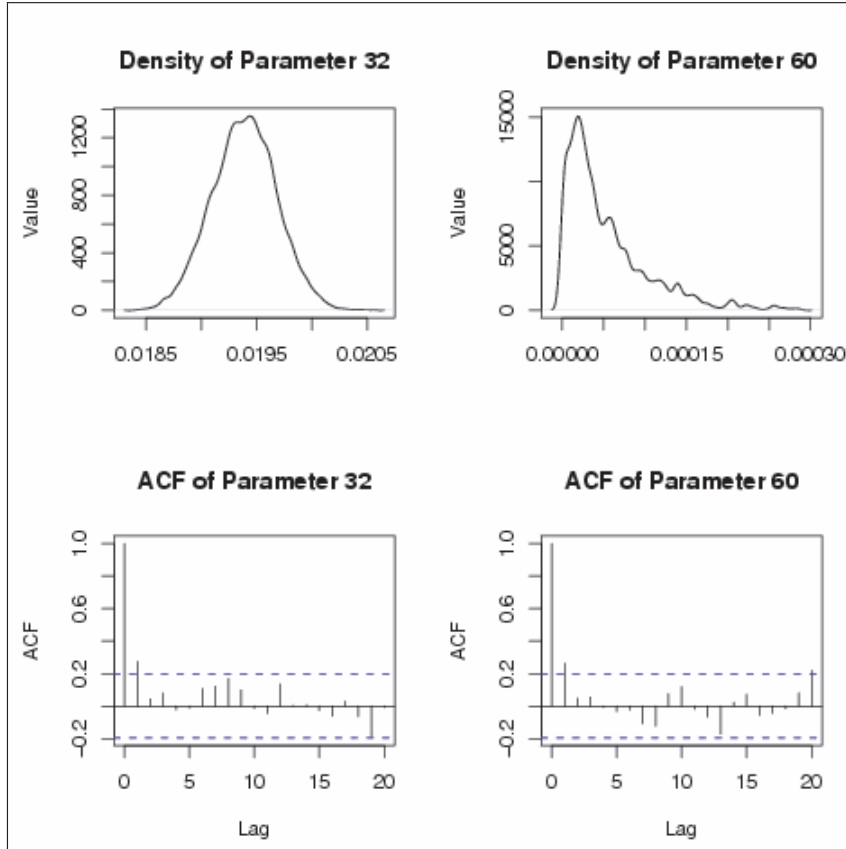 Density of Parameter 32
Value
0 400 800 1200
0.0185 0.0195 0.0205
Density of Parameter 60
Value
0 5000 15000
0.00000 0.00015 0.00030
ACF of Parameter 32
ACF
-0.2 0.2 0.6 1.0
0 5 10 15 20
Lag
ACF of Parameter 60
ACF
-0.2 0.2 0.6 1.0
0 5 10 15 20
Lag